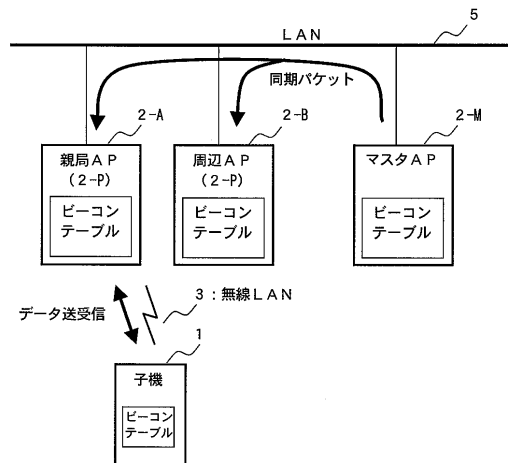 5
LAN
同期パケット
2-A
2-B
2-M
親局AP
(2-P)
ビーコン
テーブル
周辺AP
(2-P)
ビーコン
テーブル
マスタAP
ビーコン
テーブル
データ送受信
3:無線LAN
1
子機
ビーコン
テーブル